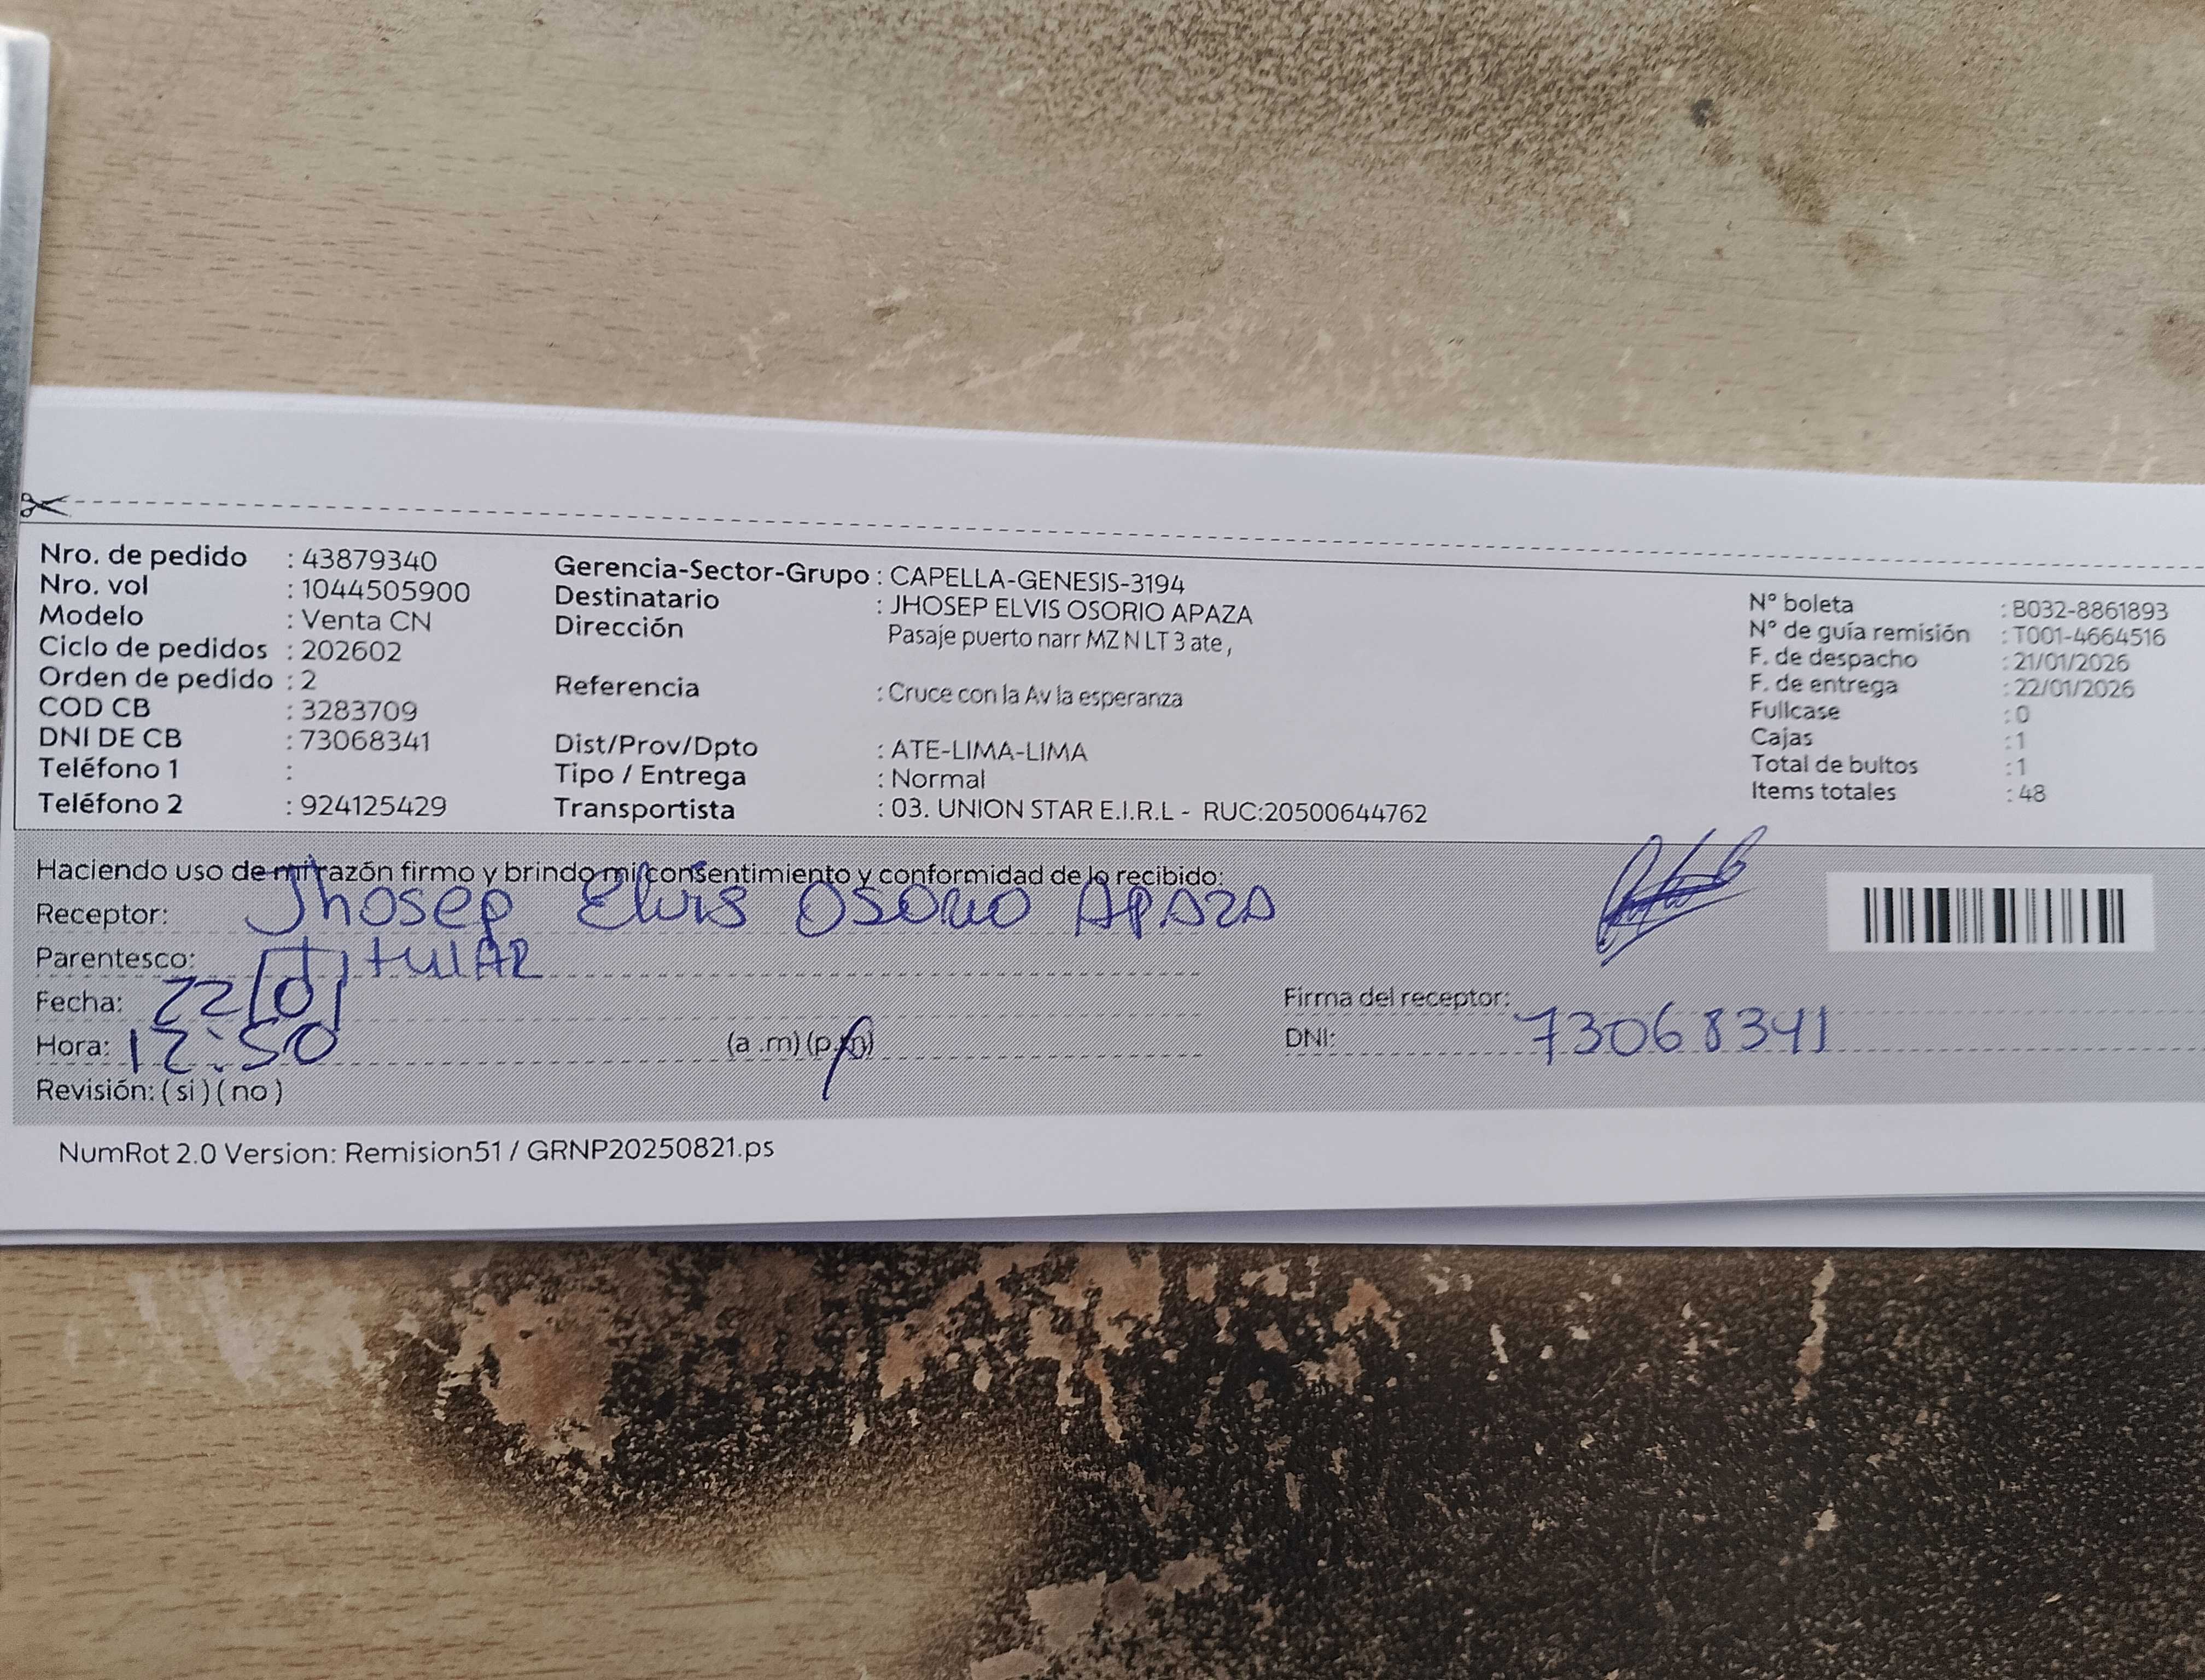 Nro. de pedido : 43879340
Nro. vol : 1044505900
Modelo : Venta CN
Ciclo de pedidos : 202602
Orden de pedido : 2
COD CB : 3283709
DNI DE CB : 73068341
Teléfono 1 :
Teléfono 2 : 924125429
Gerencia-Sector-Grupo : CAPELLA-GENESIS-3194
Destinatario : JHOSEP ELVIS OSORIO APAZA
Dirección Pasaje puerto narr MZ N LT 3 ate ,
Referencia : Cruce con la Av la esperanza
Dist/Prov/Dpto : ATE-LIMA-LIMA
Tipo / Entrega : Normal
Transportista : 03. UNION STAR E.I.R.L - RUC:20500644762
N° boleta : B032-8861893
N° de guía remisión : T001-4664516
F. de despacho : 21/01/2026
F. de entrega : 22/01/2026
Fullcase : 0
Cajas : 1
Total de bultos : 1
Items totales : 48
Haciendo uso de mi razón firmo y brindo mi consentimiento y conformidad de lo recibido:
Receptor: Jhosep Elvis Osorio APAZA
Parentesco: titulAR
Fecha: 22/01
Hora: 12:50 (a .m) (p.m)
Revisión: ( si ) ( no )
Firma del receptor:
DNI: 73068341
NumRot 2.0 Version: Remision51 / GRNP20250821.ps